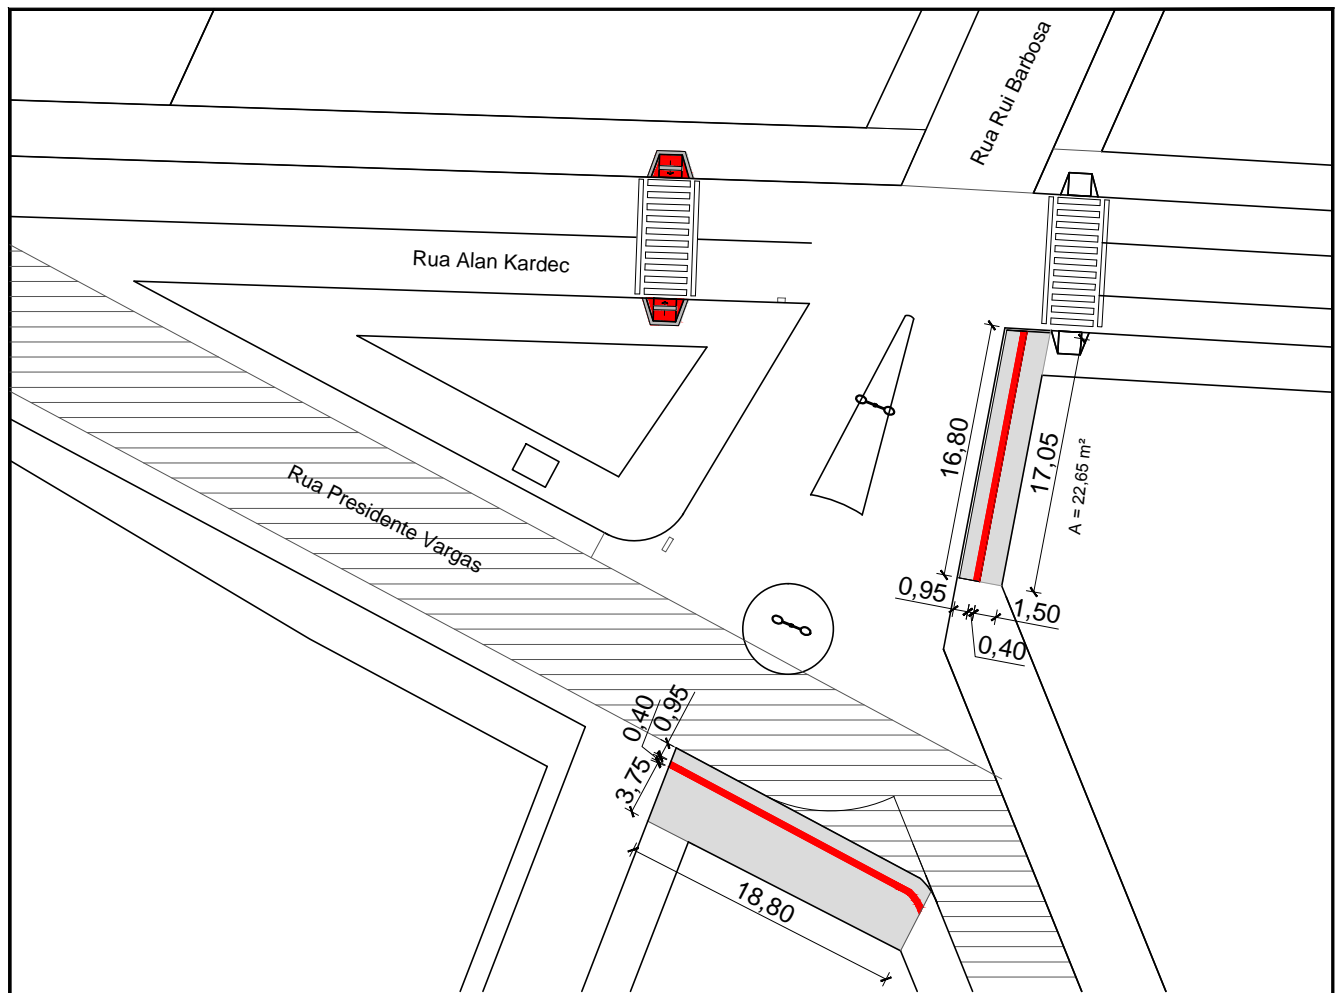 Rua Rui Barbosa
Rua Alan Kardec
16,80
17,05
A = 22,65 m²
Rua Presidente Vargas
0,95
1,50
0,40
0,40
0,95
3,75
18,80